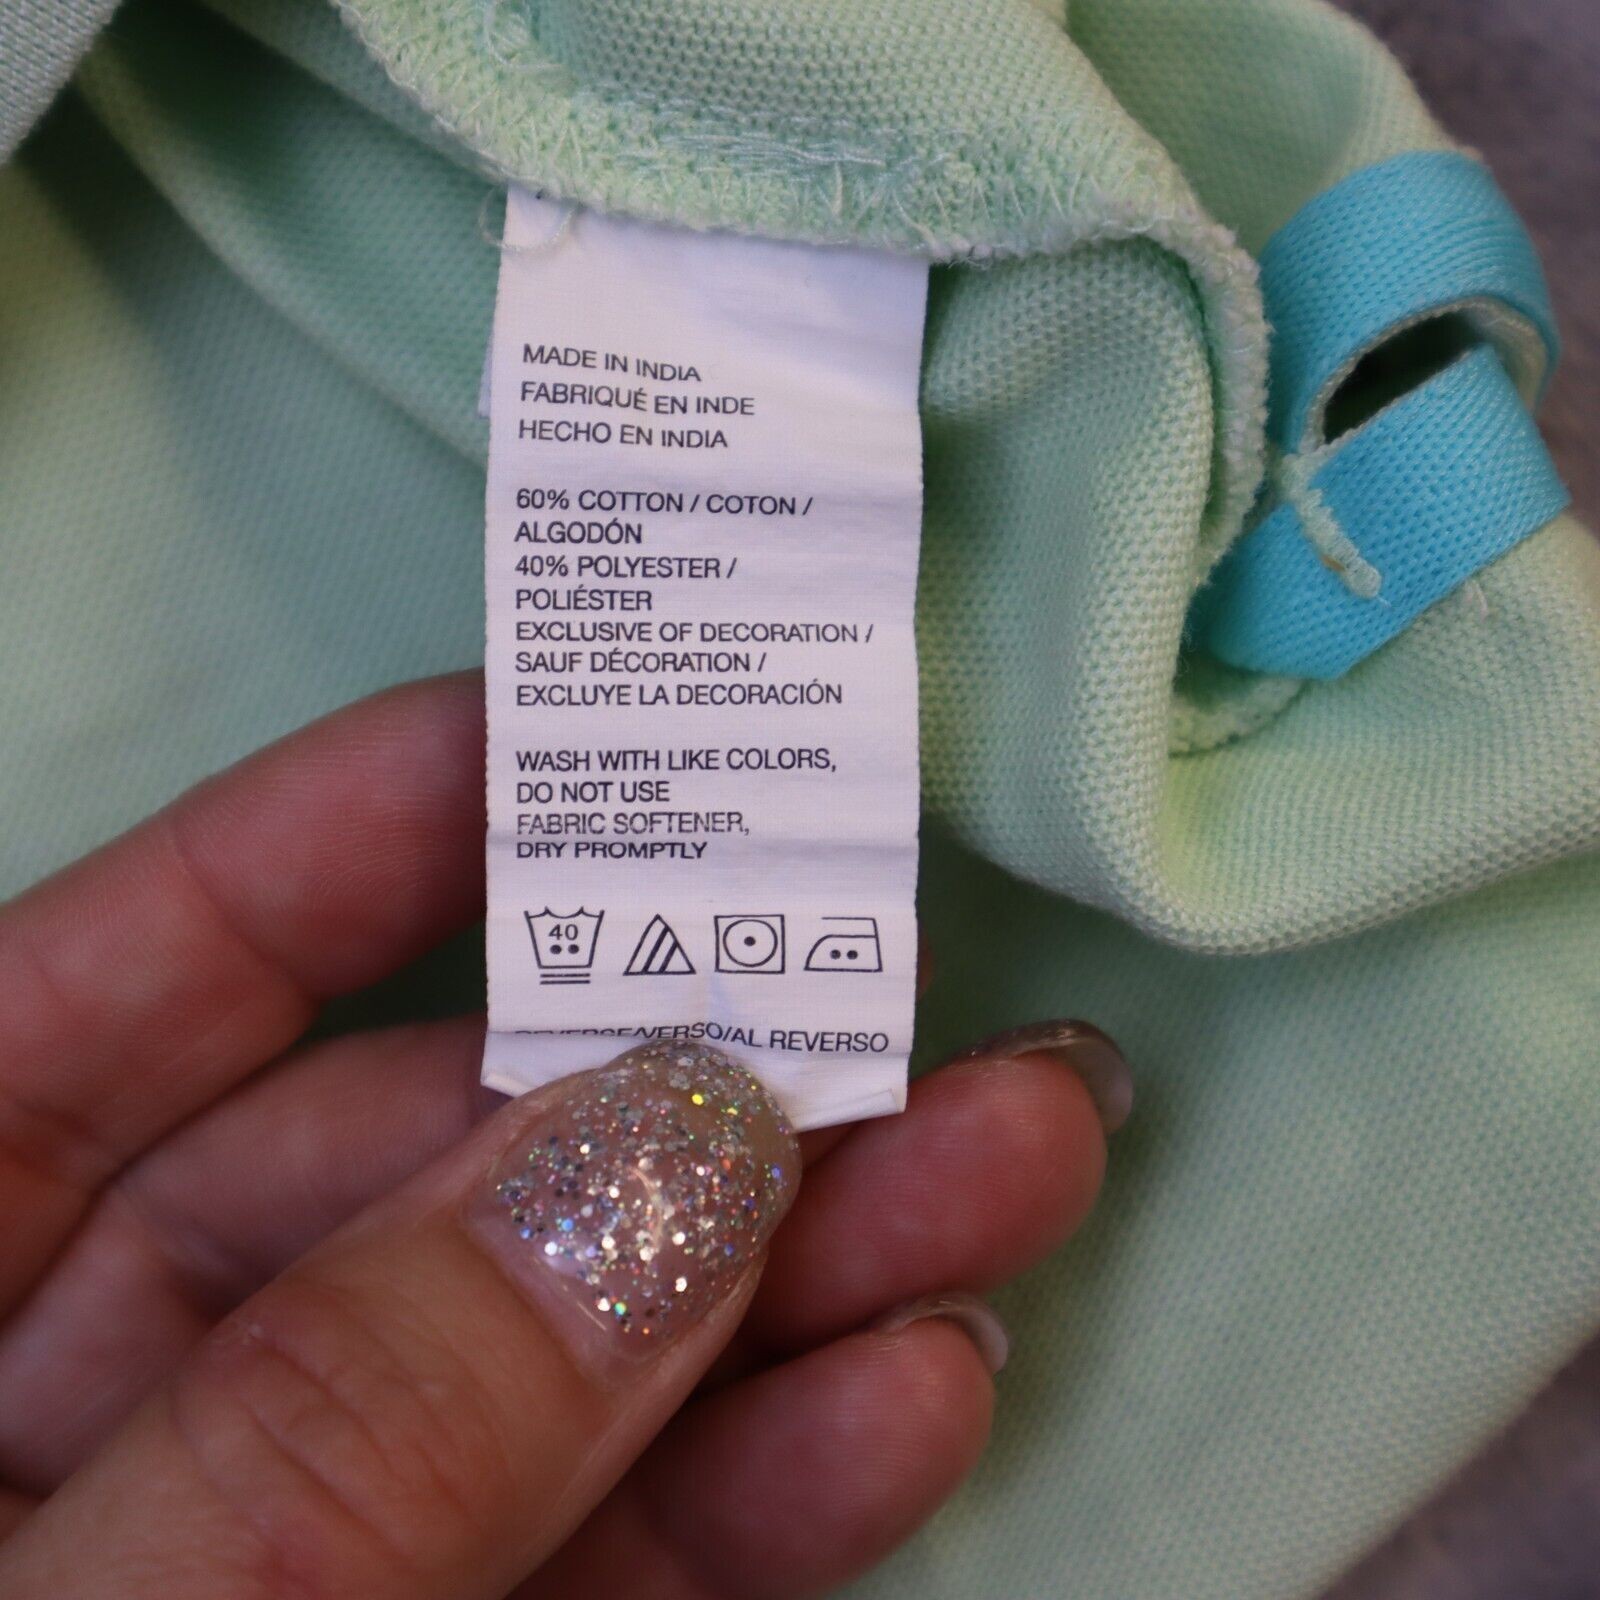 MADE IN INDIA
FABRIQUÉ EN INDE
HECHO EN INDIA
60% COTTON / COTON /
ALGODÓN
40% POLYESTER /
POLIÉSTER
EXCLUSIVE OF DECORATION /
SAUF DÉCORATION /
EXCLUYE LA DECORACIÓN
WASH WITH LIKE COLORS,
DO NOT USE
FABRIC SOFTENER,
DRY PROMPTLY
40
REVERSE/VERSO/AL REVERSO